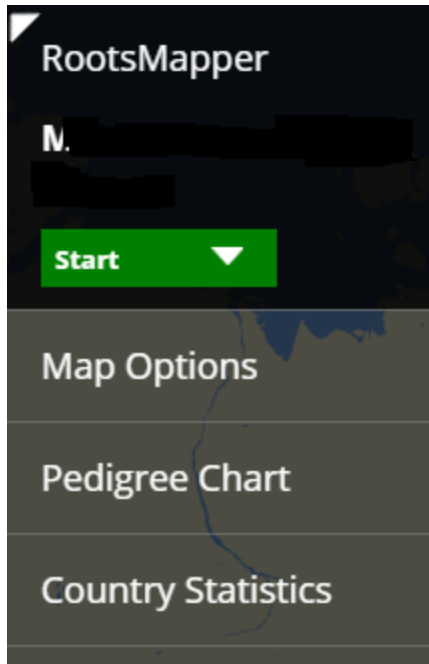 RootsMapper
Start
Map Options
Pedigree Chart
Country Statistics